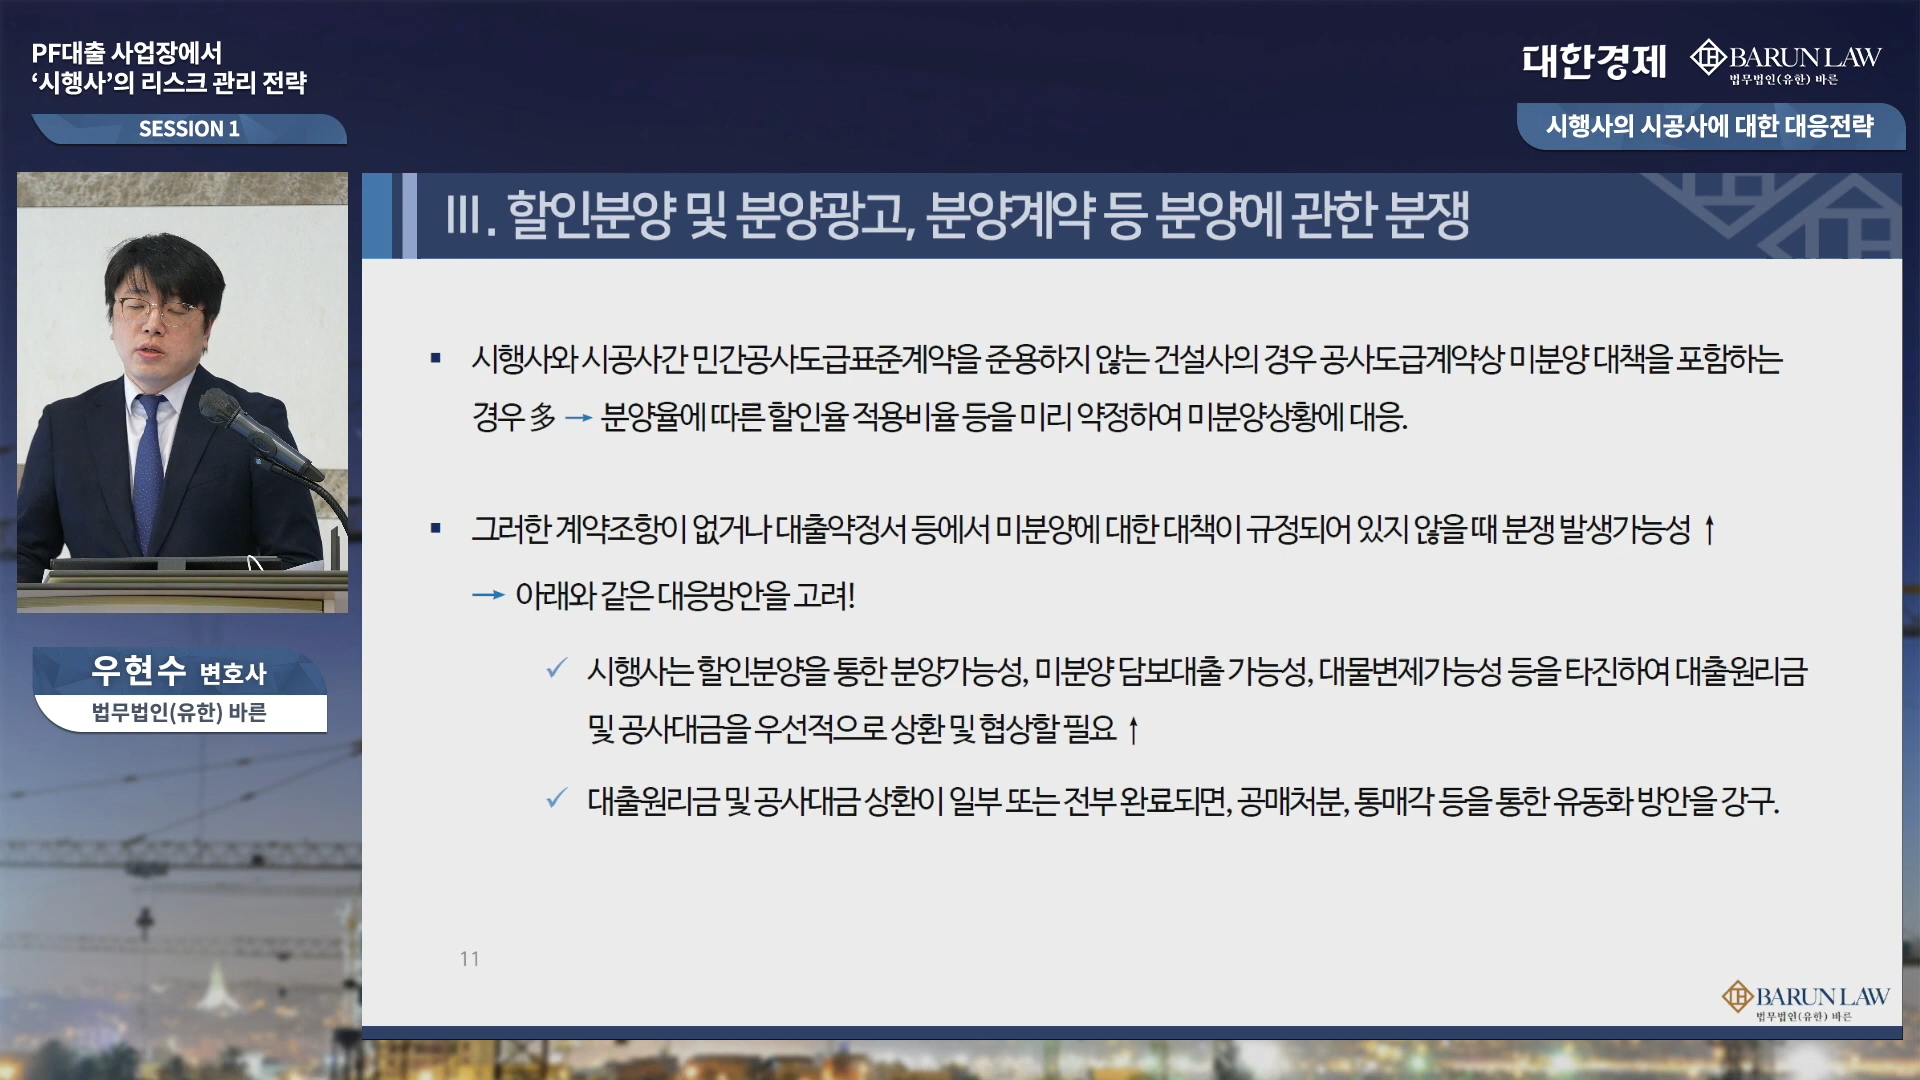 PF대출 사업장에서
‘시행사’의 리스크 관리 전략
SESSION 1
대한경제
BARUN LAW
법무법인(유한) 바른
시행사의 시공사에 대한 대응전략
Ⅲ. 할인분양 및 분양광고, 분양계약 등 분양에 관한 분쟁
▪ 시행사와 시공사간 민간공사도급표준계약을 준용하지 않는 건설사의 경우 공사도급계약상 미분양 대책을 포함하는
경우 多 → 분양율에 따른 할인율 적용비율 등을 미리 약정하여 미분양상황에 대응.
▪ 그러한 계약조항이 없거나 대출약정서 등에서 미분양에 대한 대책이 규정되어 있지 않을 때 분쟁 발생가능성 ↑
→ 아래와 같은 대응방안을 고려!
✓ 시행사는 할인분양을 통한 분양가능성, 미분양 담보대출 가능성, 대물변제가능성 등을 타진하여 대출원리금
및 공사대금을 우선적으로 상환 및 협상할 필요 ↑
✓ 대출원리금 및 공사대금 상환이 일부 또는 전부 완료되면, 공매처분, 통매각 등을 통한 유동화 방안을 강구.
우현수 변호사
법무법인(유한) 바른
11
BARUN LAW
법무법인(유한) 바른